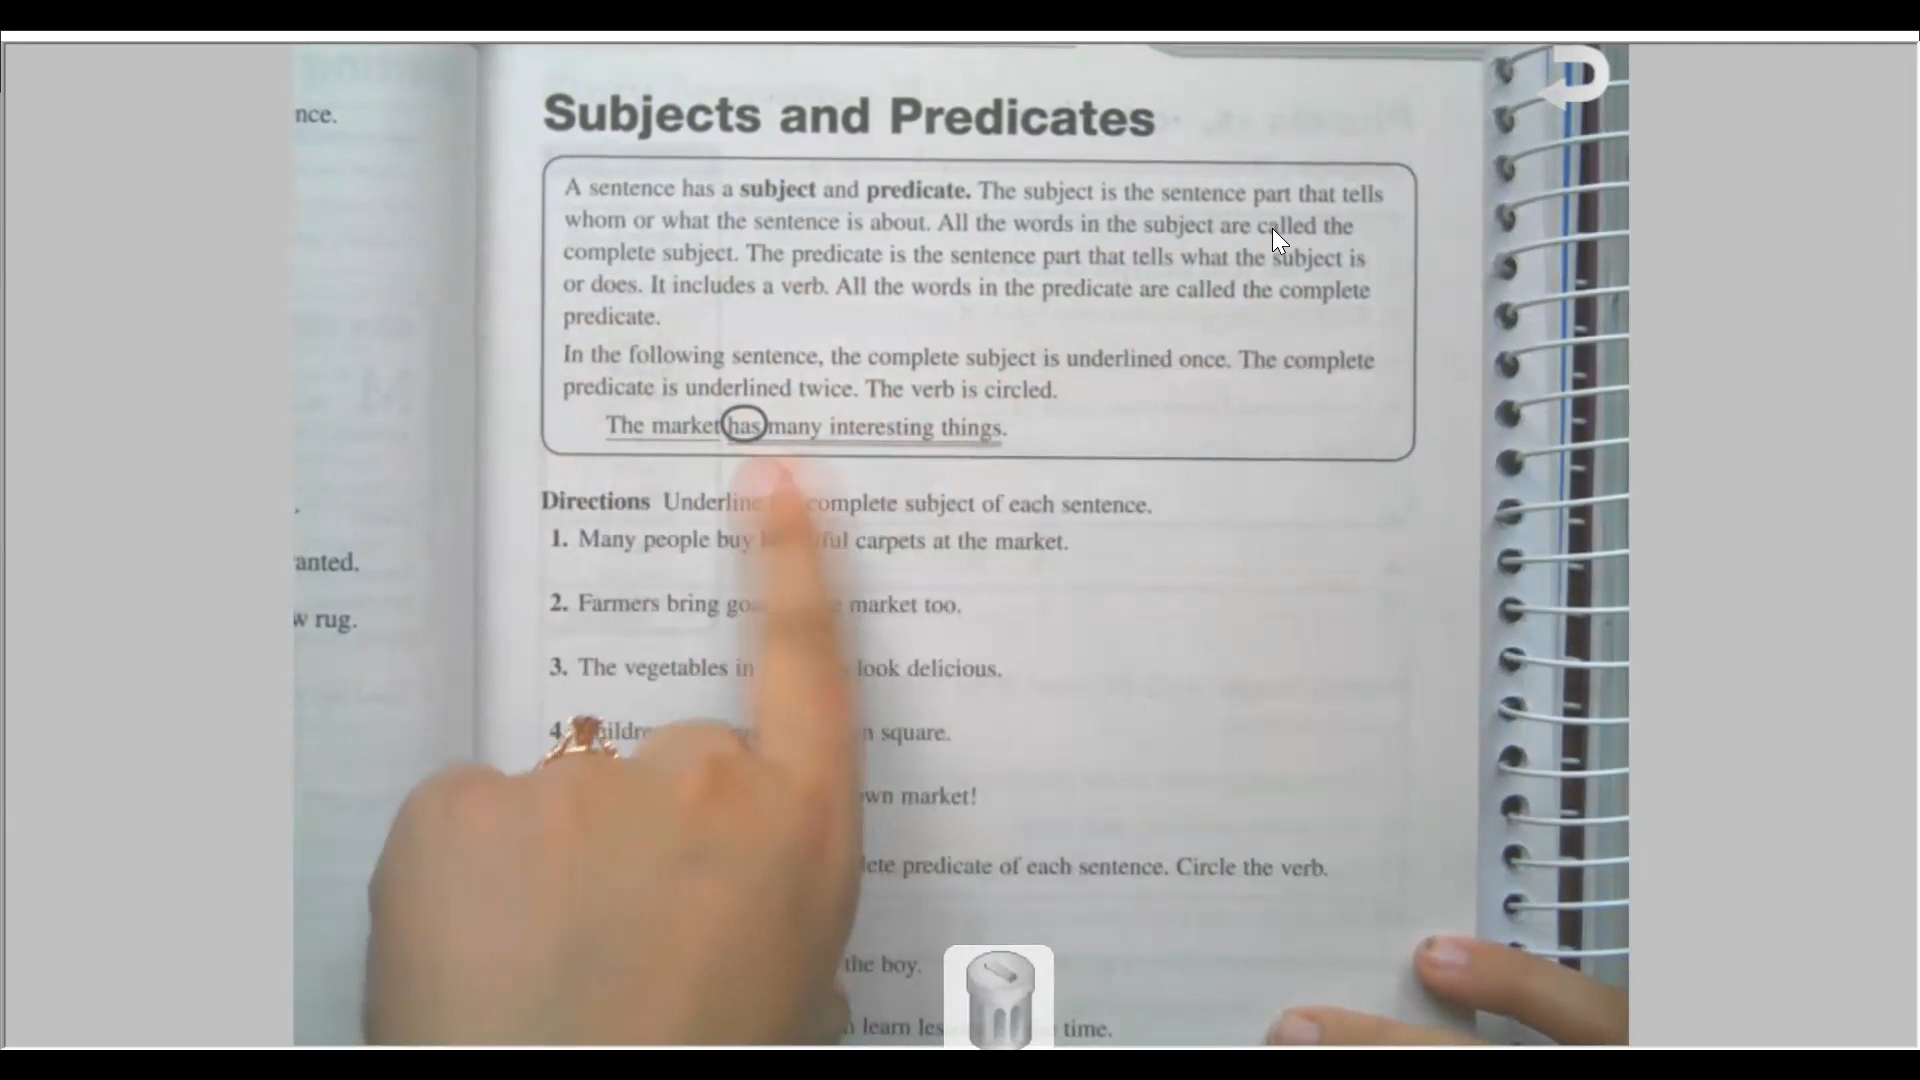 nce.
Subjects and Predicates
A sentence has a subject and predicate. The subject is the sentence part that tells
whom or what the sentence is about. All the words in the subject are called the
complete subject. The predicate is the sentence part that tells what the subject is
or does. It includes a verb. All the words in the predicate are called the complete
predicate.
In the following sentence, the complete subject is underlined once. The complete
predicate is underlined twice. The verb is circled.
The market has many interesting things.
Directions Underline complete subject of each sentence.
1. Many people buy carpets at the market.
anted.
2. Farmers bring market too.
w rug.
3. The vegetables in look delicious.
4. square.
market!
predicate of each sentence. Circle the verb.
the boy.
learn time.